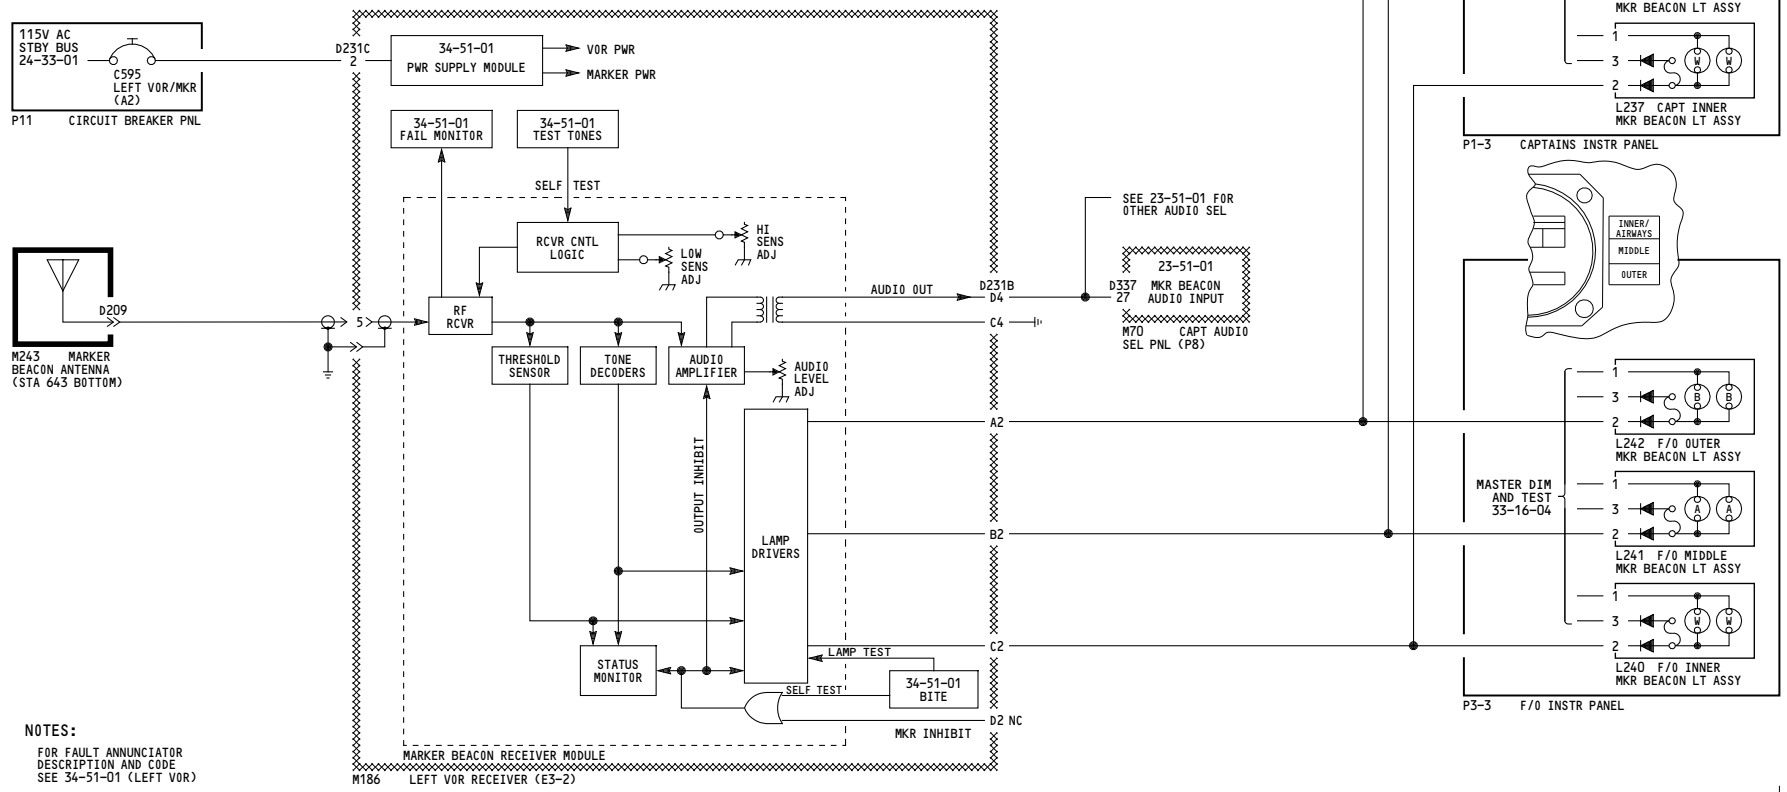 115V AC
STBY BUS
24-33-01
C595
LEFT VOR/MKR
(A2)
P11 CIRCUIT BREAKER PNL
D231C
2
34-51-01
PWR SUPPLY MODULE
VOR PWR
MARKER PWR
34-51-01
FAIL MONITOR
34-51-01
TEST TONES
SELF TEST
RCVR CNTL
LOGIC
LOW
SENS
ADJ
HI
SENS
ADJ
D209
M243 MARKER
BEACON ANTENNA
(STA 643 BOTTOM)
5
RF
RCVR
THRESHOLD
SENSOR
TONE
DECODERS
AUDIO
AMPLIFIER
AUDIO
LEVEL
ADJ
AUDIO OUT
D231B
D4
C4
SEE 23-51-01 FOR
OTHER AUDIO SEL
D337
27
23-51-01
MKR BEACON
AUDIO INPUT
M70 CAPT AUDIO
SEL PNL (P8)
OUTPUT INHIBIT
LAMP
DRIVERS
A2
B2
C2
LAMP TEST
STATUS
MONITOR
SELF TEST
34-51-01
BITE
D2 NC
MKR INHIBIT
MARKER BEACON RECEIVER MODULE
M186 LEFT VOR RECEIVER (E3-2)
NOTES:
FOR FAULT ANNUNCIATOR
DESCRIPTION AND CODE
SEE 34-51-01 (LEFT VOR)
MKR BEACON LT ASSY
1
3
2
W W
L237 CAPT INNER
MKR BEACON LT ASSY
P1-3 CAPTAINS INSTR PANEL
INNER/
AIRWAYS
MIDDLE
OUTER
1
3
2
B B
L242 F/O OUTER
MKR BEACON LT ASSY
MASTER DIM
AND TEST
33-16-04
1
3
2
A A
L241 F/O MIDDLE
MKR BEACON LT ASSY
1
3
2
W W
L240 F/O INNER
MKR BEACON LT ASSY
P3-3 F/O INSTR PANEL